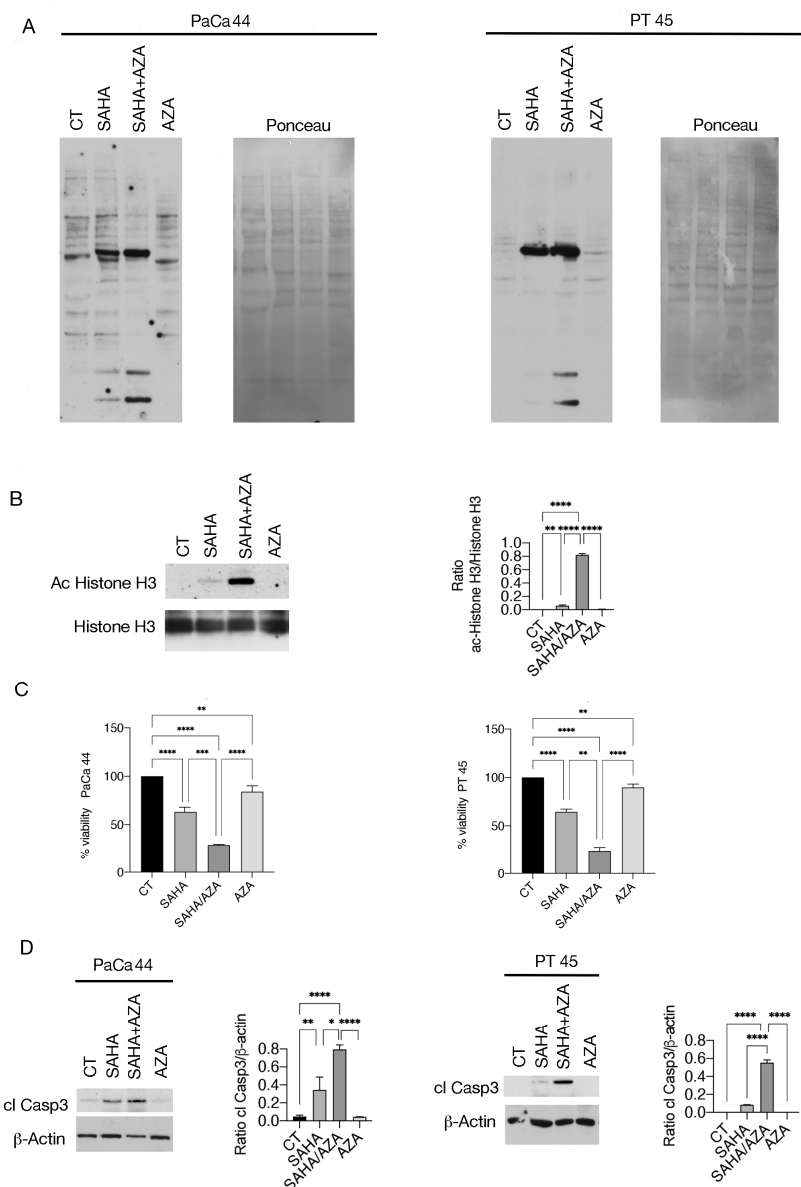 A
PaCa 44
PT 45
CT
SAHA
SAHA+AZA
AZA
Ponceau
CT
SAHA
SAHA+AZA
AZA
Ponceau
B
CT
SAHA
SAHA+AZA
AZA
Ac Histone H3
Histone H3
Ratio
ac-Histone H3/Histone H3
****
** **** ****
1.0
0.8
0.6
0.4
0.2
0.0
CT
SAHA
SAHA/AZA
AZA
C
% viability PaCa 44
150
100
50
0
**
****
**** *** ****
CT
SAHA
SAHA/AZA
AZA
% viability PT 45
150
100
50
0
**
****
**** ** ****
CT
SAHA
SAHA/AZA
AZA
D
PaCa 44
CT
SAHA
SAHA+AZA
AZA
cl Casp3
β-Actin
Ratio cl Casp3/β-actin
****
** * ****
0.8
0.6
0.4
0.2
0.0
CT
SAHA
SAHA/AZA
AZA
PT 45
CT
SAHA
SAHA+AZA
AZA
cl Casp3
β-Actin
Ratio cl Casp3/β-actin
**** ****
****
0.8
0.6
0.4
0.2
0.0
CT
SAHA
SAHA/AZA
AZA